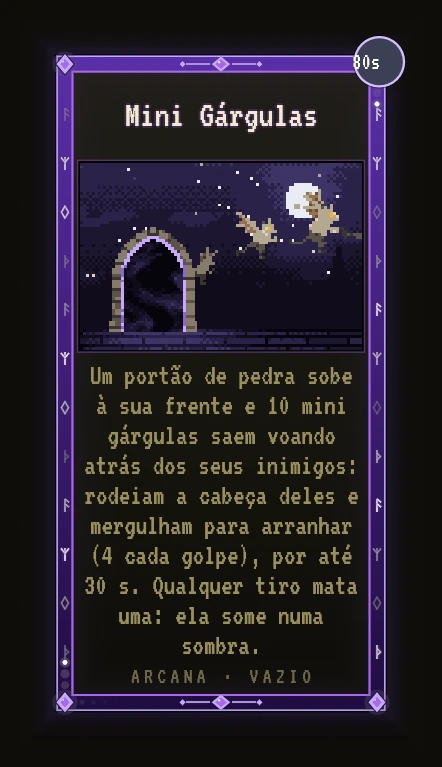 80s
Mini Gárgulas
Um portão de pedra sobe
à sua frente e 10 mini
gárgulas saem voando
atrás dos seus inimigos:
rodeiam a cabeça deles e
mergulham para arranhar
(4 cada golpe), por até
30 s. Qualquer tiro mata
uma: ela some numa
sombra.
ARCANA · VAZIO